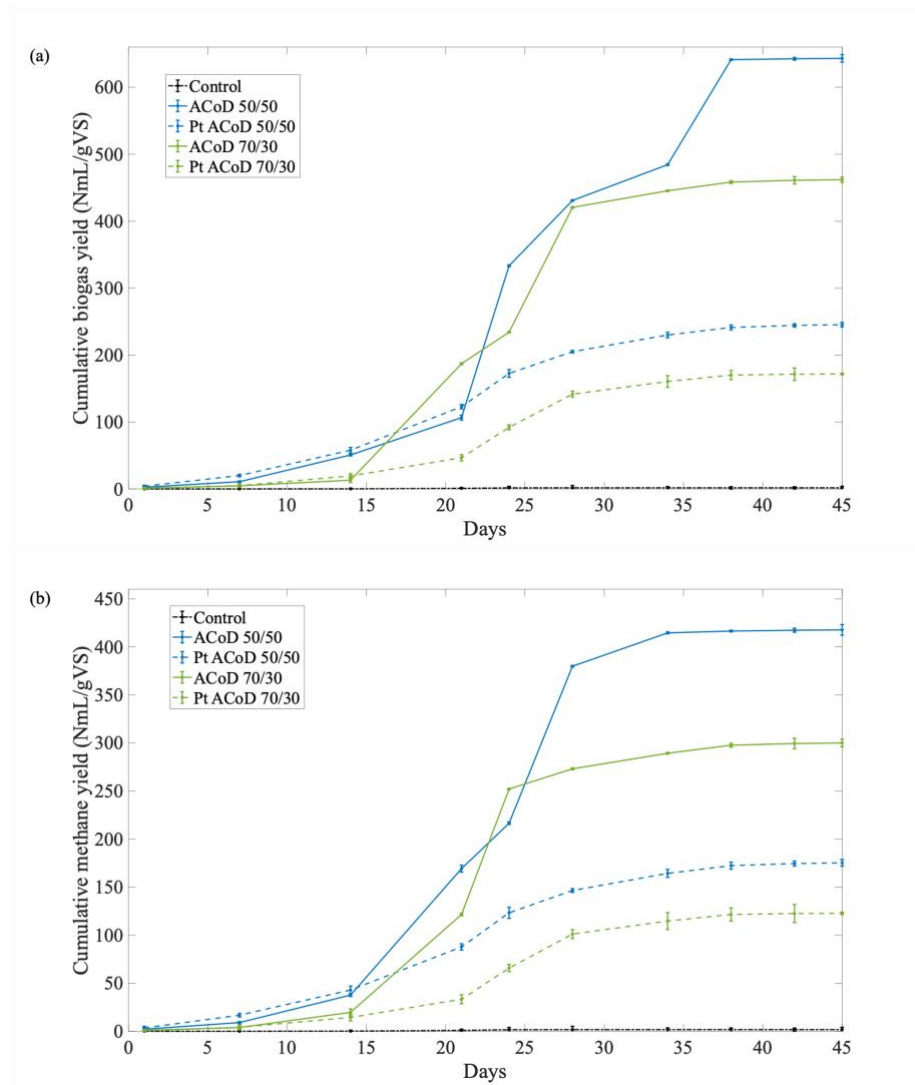 (a)
Cumulative biogas yield (NmL/gVS)
600
500
400
300
200
100
0
Control
ACoD 50/50
Pt ACoD 50/50
ACoD 70/30
Pt ACoD 70/30
0 5 10 15 20 25 30 35 40 45
Days
(b)
Cumulative methane yield (NmL/gVS)
450
400
350
300
250
200
150
100
50
0
Control
ACoD 50/50
Pt ACoD 50/50
ACoD 70/30
Pt ACoD 70/30
0 5 10 15 20 25 30 35 40 45
Days